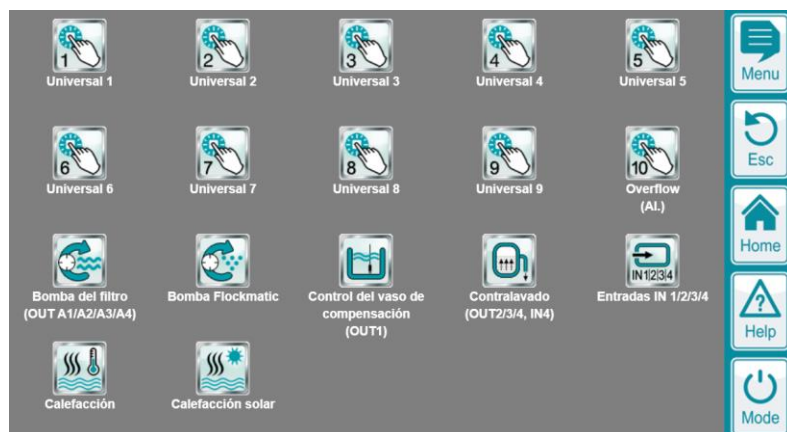 1
2
3
4
5
Universal 1
Universal 2
Universal 3
Universal 4
Universal 5
6
7
8
9
10
Universal 6
Universal 7
Universal 8
Universal 9
Overflow
(Al.)
IN 1|2|3|4
Bomba del filtro
(OUT A1/A2/A3/A4)
Bomba Flockmatic
Control del vaso de
compensación
(OUT1)
Contralavado
(OUT2/3/4, IN4)
Entradas IN 1/2/3/4
Calefacción
Calefacción solar
Menu
Esc
Home
?
Help
Mode